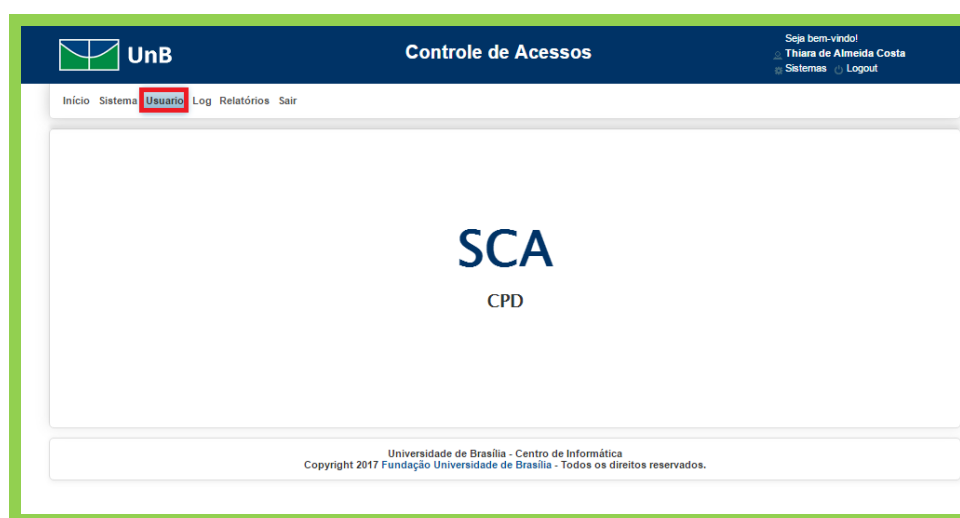 UnB
Controle de Acessos
Seja bem-vindo!
Thiara de Almeida Costa
Sistemas Logout
Início Sistema Usuario Log Relatórios Sair
SCA
CPD
Universidade de Brasília - Centro de Informática
Copyright 2017 Fundação Universidade de Brasília - Todos os direitos reservados.